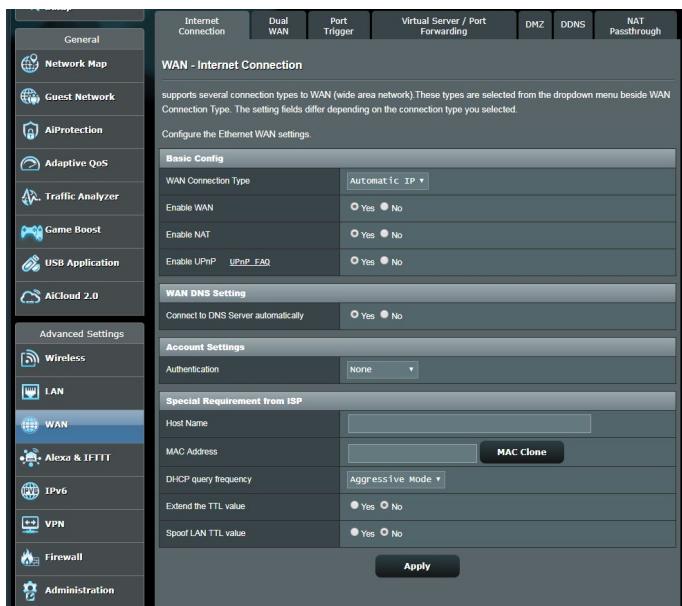 General
Network Map
Guest Network
AiProtection
Adaptive QoS
Traffic Analyzer
Game Boost
USB Application
AiCloud 2.0
Advanced Settings
Wireless
LAN
WAN
Alexa & IFTTT
IPv6
VPN
Firewall
Administration
Internet Connection
Dual WAN
Port Trigger
Virtual Server / Port Forwarding
DMZ
DDNS
NAT Passthrough
WAN - Internet Connection
supports several connection types to WAN (wide area network).These types are selected from the dropdown menu beside WAN
Connection Type. The setting fields differ depending on the connection type you selected.
Configure the Ethernet WAN settings.
Basic Config
WAN Connection Type Automatic IP
Enable WAN Yes No
Enable NAT Yes No
Enable UPnP UPnP FAQ Yes No
WAN DNS Setting
Connect to DNS Server automatically Yes No
Account Settings
Authentication None
Special Requirement from ISP
Host Name
MAC Address MAC Clone
DHCP query frequency Aggressive Mode
Extend the TTL value Yes No
Spoof LAN TTL value Yes No
Apply